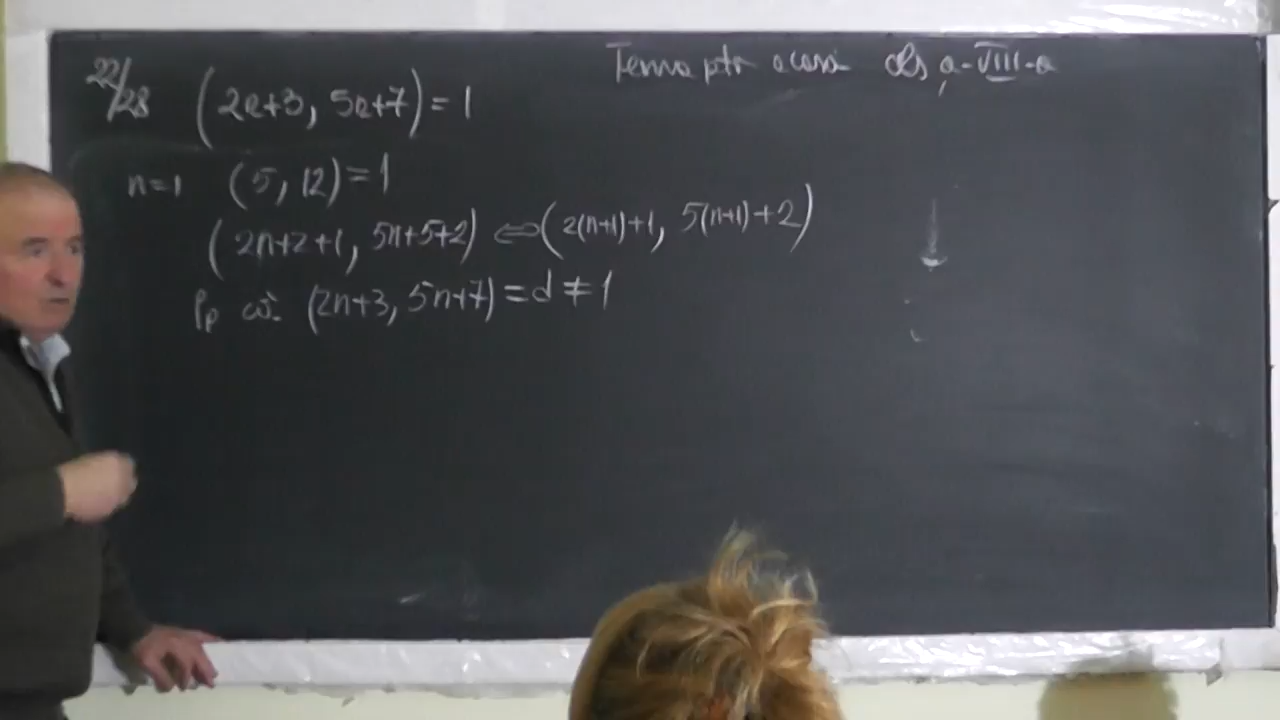 Tema ptr acasă cls a-VIII-a
22/28 (2n+3, 5n+7)=1
n=1 (5, 12)=1
(2n+2+1, 5n+5+2) ⇔ (2(n+1)+1, 5(n+1)+2)
Pp că: (2n+3, 5n+7)=d≠1